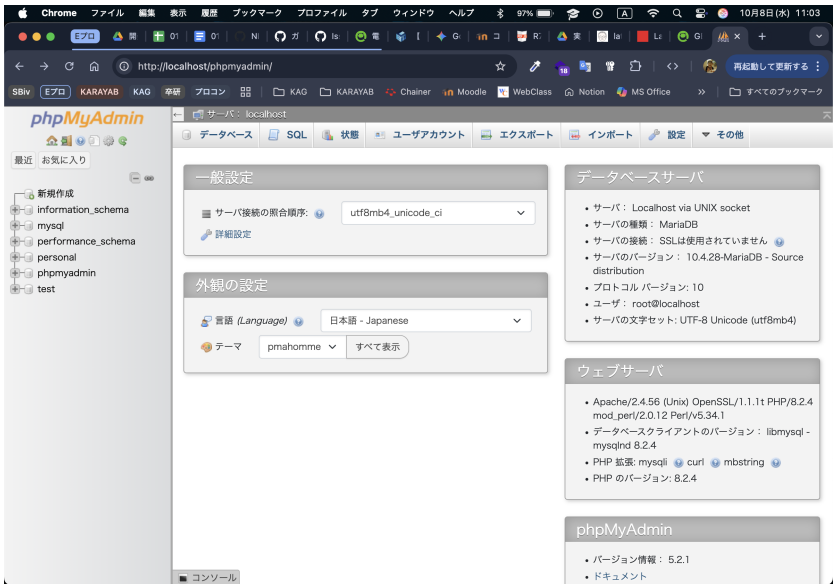 Chrome ファイル 編集 表示 履歴 ブックマーク プロファイル タブ ウィンドウ ヘルプ 97% A 10月8日(水) 11:03
Eプロ 開 01 01 N ガ Is 電 [ G コ R: 実 la La GI × +
http://localhost/phpmyadmin/ 18 再起動して更新する
SBiv Eプロ KARAYAB KAG 卒研 プロコン KAG KARAYAB Chainer Moodle WebClass Notion MS Office » すべてのブックマーク
phpMyAdmin
最近 お気に入り
新規作成
information_schema
mysql
performance_schema
personal
phpmyadmin
test
サーバ: localhost
データベース SQL 状態 ユーザアカウント エクスポート インポート 設定 その他
一般設定
サーバ接続の照合順序: utf8mb4_unicode_ci
詳細設定
外観の設定
言語 (Language) 日本語 - Japanese
テーマ pmahomme すべて表示
データベースサーバ
• サーバ: Localhost via UNIX socket
• サーバの種類: MariaDB
• サーバの接続: SSLは使用されていません
• サーバのバージョン: 10.4.28-MariaDB - Source
distribution
• プロトコル バージョン: 10
• ユーザ: root@localhost
• サーバの文字セット: UTF-8 Unicode (utf8mb4)
ウェブサーバ
• Apache/2.4.56 (Unix) OpenSSL/1.1.1t PHP/8.2.4
mod_perl/2.0.12 Perl/v5.34.1
• データベースクライアントのバージョン: libmysql -
mysqlnd 8.2.4
• PHP 拡張: mysqli curl mbstring
• PHP のバージョン: 8.2.4
phpMyAdmin
• バージョン情報: 5.2.1
• ドキュメント
コンソール